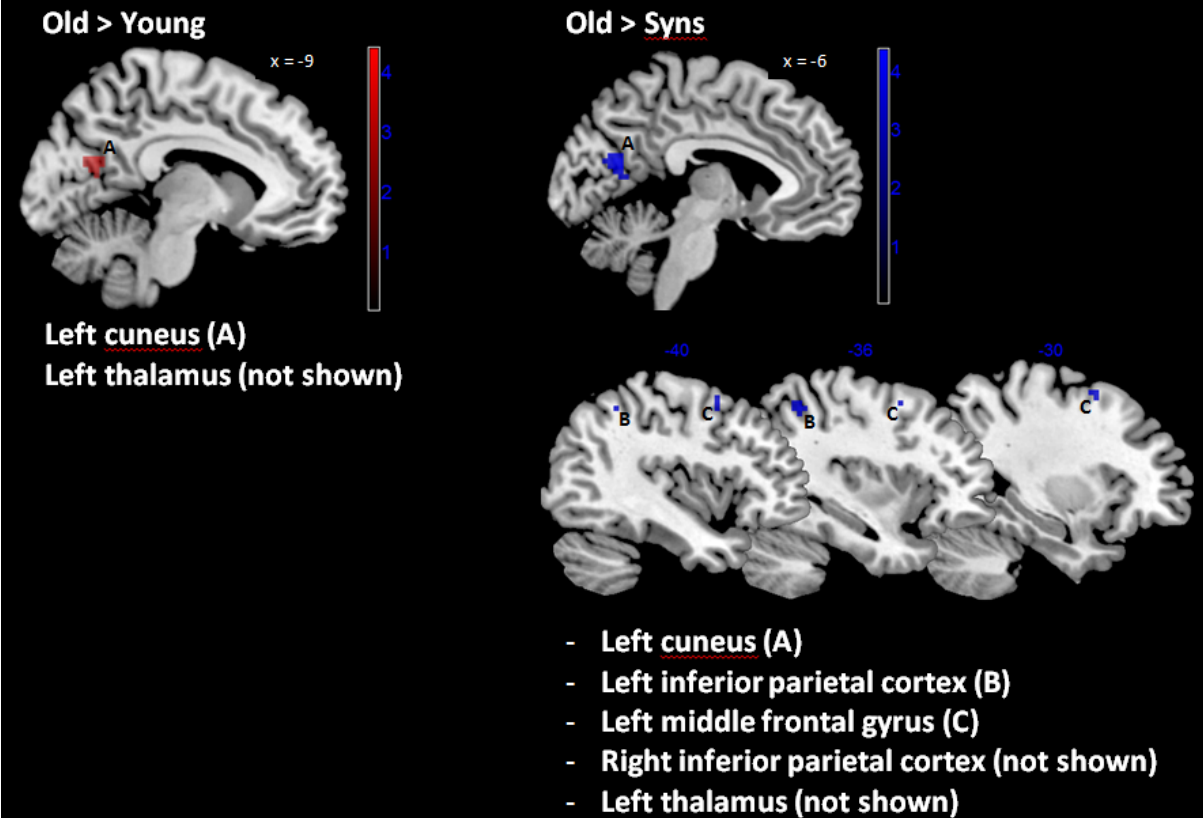 Old > Young
x = -9
A
4
3
2
1
Left cuneus (A)
Left thalamus (not shown)
Old > Syns
x = -6
A
4
3
2
1
-40
-36
-30
B
C
B
C
C
- Left cuneus (A)
- Left inferior parietal cortex (B)
- Left middle frontal gyrus (C)
- Right inferior parietal cortex (not shown)
- Left thalamus (not shown)